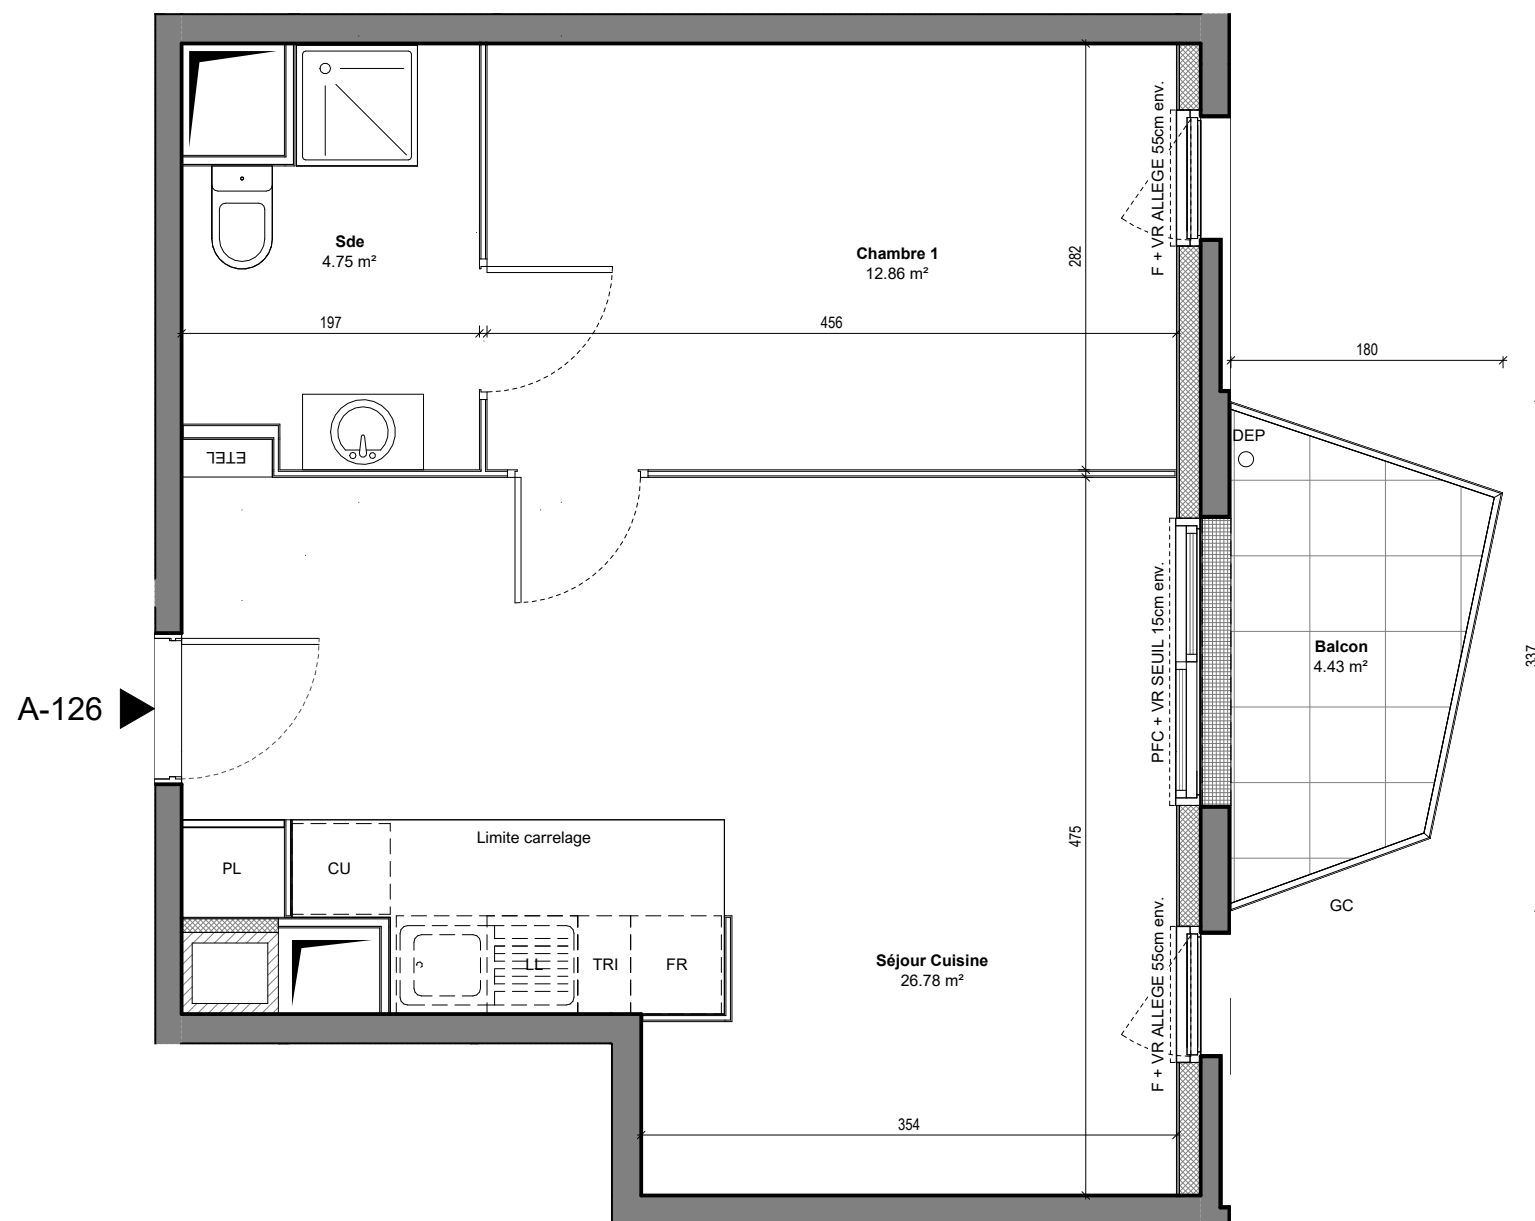 F + VR ALLEGE 55cm env.
Sde
4.75 m²
Chambre 1
12.86 m²
282
197
456
180
ETEL
DEP
PFC + VR SEUIL 15cm env.
Balcon
4.43 m²
337
A-126
Limite carrelage
475
PL
CU
GC
LL
TRI
FR
Séjour Cuisine
26.78 m²
F + VR ALLEGE 55cm env.
354